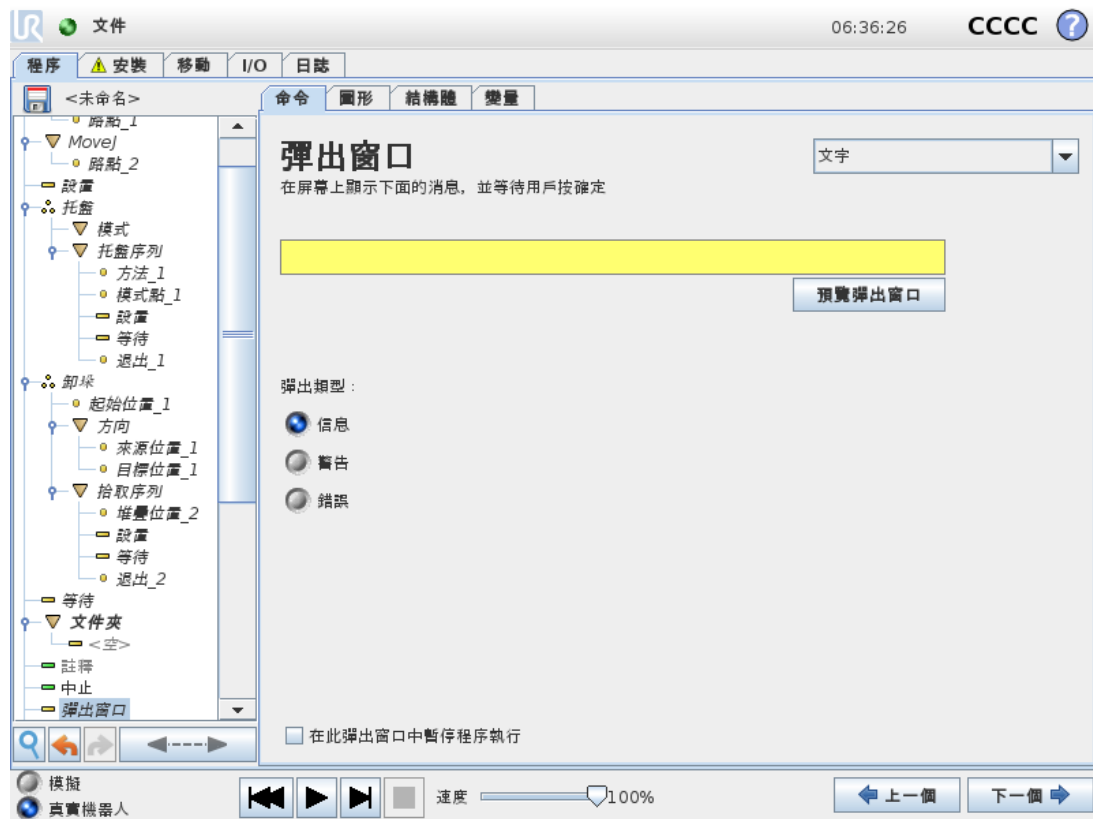 UR 文件 06:36:26 CCCC ?
程序 安裝 移動 I/O 日誌
<未命名>
路點_1
MoveJ
路點_2
設置
托盤
模式
托盤序列
方法_1
模式點_1
設置
等待
退出_1
卸垛
起始位置_1
方向
來源位置_1
目標位置_1
拾取序列
堆疊位置_2
設置
等待
退出_2
等待
文件夾
<空>
註釋
中止
彈出窗口
命令 圖形 結構體 變量
彈出窗口
文字
在屏幕上顯示下面的消息，並等待用戶按確定
預覽彈出窗口
彈出類型：
信息
警告
錯誤
在此彈出窗口中暫停程序執行
模擬
真實機器人
速度 100%
上一個 下一個